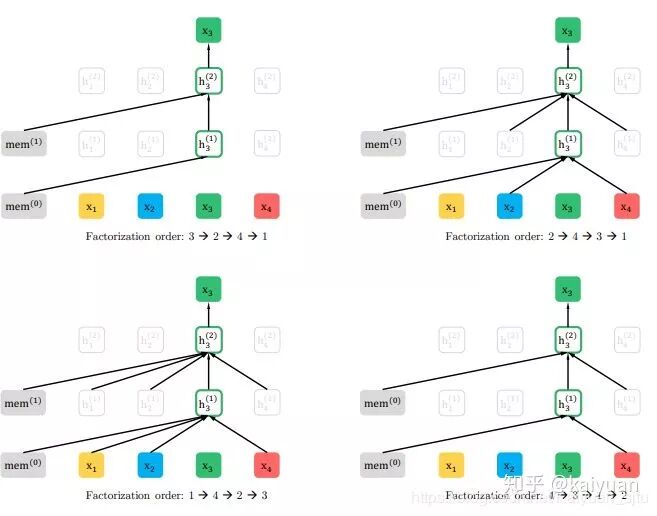 x₃
h₁⁽²⁾ h₂⁽²⁾ h₃⁽²⁾ h₄⁽²⁾
mem⁽¹⁾ h₁⁽¹⁾ h₂⁽¹⁾ h₃⁽¹⁾ h₄⁽²⁾
mem⁽⁰⁾ x₁ x₂ x₃ x₄
Factorization order: 3 → 2 → 4 → 1
x₃
h₁⁽²⁾ h₂⁽²⁾ h₃⁽²⁾ h₄⁽²⁾
mem⁽¹⁾ h₁⁽¹⁾ h₂⁽¹⁾ h₃⁽¹⁾ h₄⁽¹⁾
mem⁽⁰⁾ x₁ x₂ x₃ x₄
Factorization order: 2 → 4 → 3 → 1
x₃
h₁⁽²⁾ h₂⁽²⁾ h₃⁽²⁾ h₄⁽²⁾
mem⁽¹⁾ h₁⁽¹⁾ h₂⁽¹⁾ h₃⁽¹⁾ h₄⁽¹⁾
mem⁽⁰⁾ x₁ x₂ x₃ x₄
Factorization order: 1 → 4 → 2 → 3
x₃
h₁⁽²⁾ h₂⁽²⁾ h₃⁽²⁾ h₄⁽²⁾
mem⁽⁰⁾ h₁⁽¹⁾ h₂⁽¹⁾ h₃⁽¹⁾ h₄⁽¹⁾
mem⁽⁰⁾ x₁ x₂ x₃ x₄
知乎 @kaiyuan
Factorization order: 4 → 3 → 1 → 2